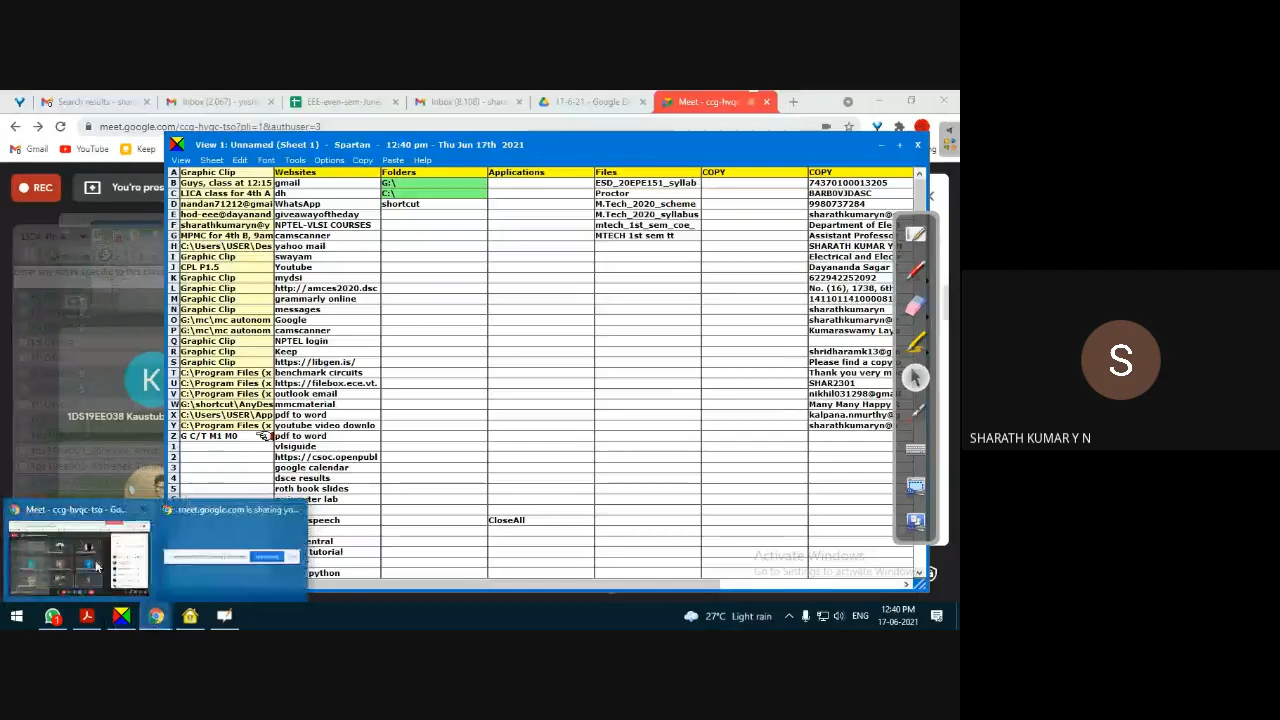 Search results - shar
Inbox (2,067) - ynsh
EEE-even-sem-June
Inbox (8,108) - shar
17-6-21 - Google D
Meet - ccg-hvqc
meet.google.com/ccg-hvqc-tso?pli=1&authuser=3
Gmail
YouTube
Keep
View 1: Unnamed (Sheet 1) - Spartan - 12:40 pm - Thu Jun 17th 2021
View Sheet Edit Font Tools Options Copy Paste Help
REC
You're pres
A Graphic Clip Websites Folders Applications Files COPY COPY
B Guys, class at 12:15 gmail G:\ ESD_20EPE151_syllab 74370100013205
C LICA class for 4th A dh C:\ Proctor BARB0VJDASC
D nandan71212@gmai WhatsApp shortcut M.Tech_2020_scheme 9980737284
E hod-eee@dayanand giveawayoftheday M.Tech_2020_syllabus sharathkumaryn@
F sharathkumar@y NPTEL-VLSI COURSES mtech_1st_sem_coe_ Department of Ele
G MPMC for 4th B, 9am camscanner MTECH 1st sem tt Assistant Professo
H C:\Users\USER\Des yahoo mail SHARATH KUMAR Y N
I Graphic Clip swayam Electrical and Elec
J CPL P1.5 Youtube Dayananda Sagar
K Graphic Clip mydsi 622942252092
L Graphic Clip http://amces2020.dsc No. (16), 1738, 6th
M Graphic Clip grammarly online 141101141000081
N Graphic Clip messages sharathkumaryn
O G:\mc\mc autonom Google sharathkumaryn@
P G:\mc\mc autonom camscanner Kumaraswamy Lay
Q Graphic Clip NPTEL login
R Graphic Clip Keep shridharamk13@g
S Graphic Clip https://libgen.is/ Please find a copy
T C:\Program Files (x benchmark circuits Thank you very m
U C:\Program Files (x https://filebox.ece.vt. SHAR2301
V C:\Program Files (x outlook email nikhil031298@gmai
W G:\shortcut\AnyDes mmcmaterial Many Many Happy
X C:\Users\USER\App pdf to word kalpana.nmurthy@g
Y C:\Program Files (x youtube video downlo sharathkumaryn@
Z G C/T M1 M0 pdf to word
1 vlsiguide
2 https://csoc.openpubl
3 google calendar
4 dsce results
5 roth book slides
lab
speech CloseAll
entral
tutorial
python
K
1DS19EE038 Kaustub
Meet - ccg-hvqc-tso - Go...
meet.google.com is sharing yo...
Activate Windows
Go to Settings to activate Windows.
27°C Light rain
ENG
12:40 PM
17-06-2021
S
SHARATH KUMAR Y N